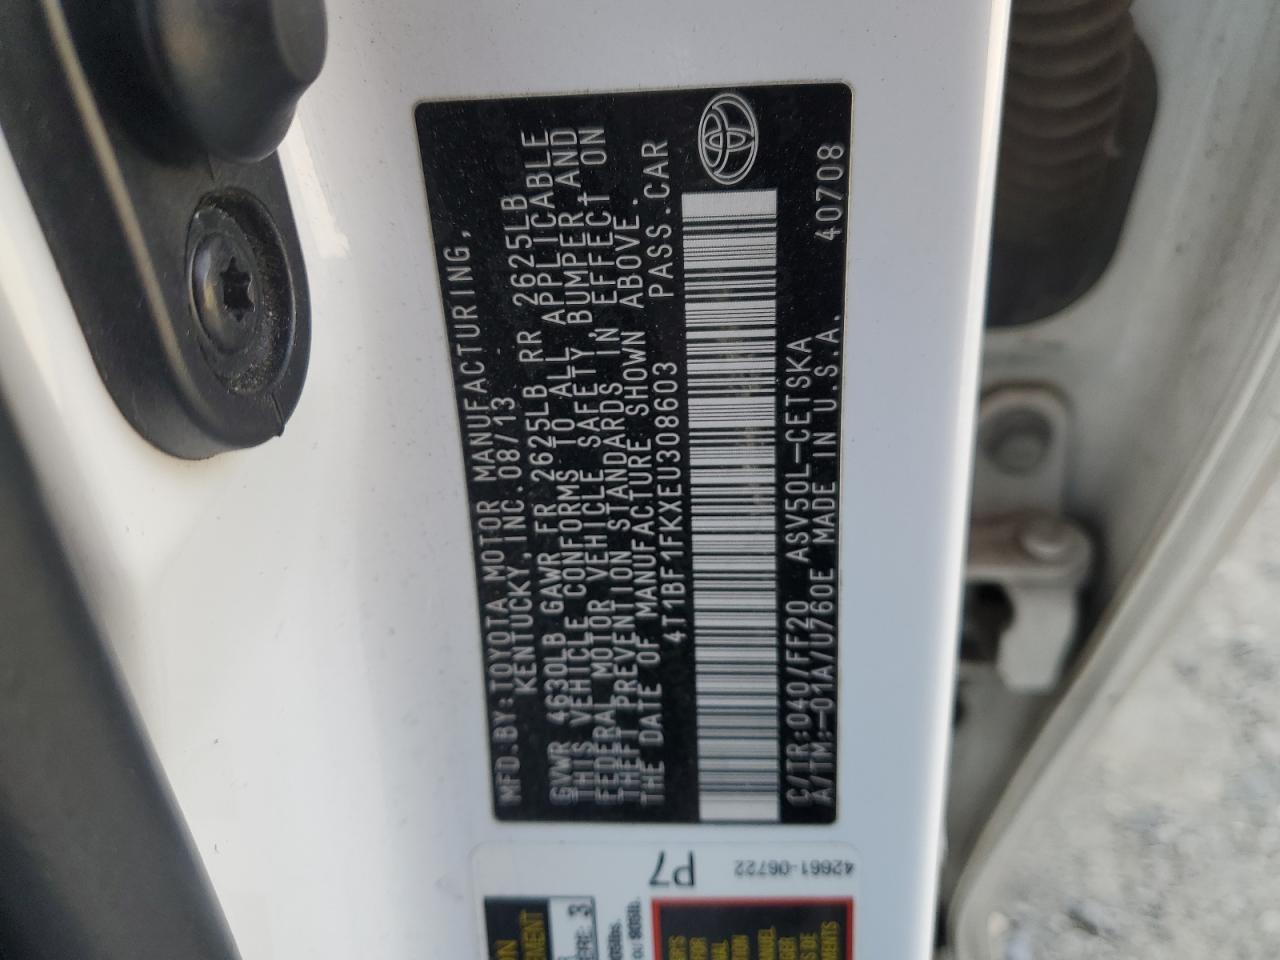 MFD.BY:TOYOTA MOTOR MANUFACTURING,
KENTUCKY,INC.08/13
GVWR 4630LB GAWR FR 2625LB RR 2625LB
THIS VEHICLE CONFORMS TO ALL APPLICABLE
FEDERAL MOTOR VEHICLE SAFETY,BUMPER,AND
THEFT PREVENTION STANDARDS IN EFFECT ON
THE DATE OF MANUFACTURE SHOWN ABOVE.
4T1BF1FKXEU308603 PASS.CAR
C/TR:040/FF20 ASV50L-CETSKA
A/TM:-01A/U760E MADE IN U.S.A. 40708
P7
42661-06722
3